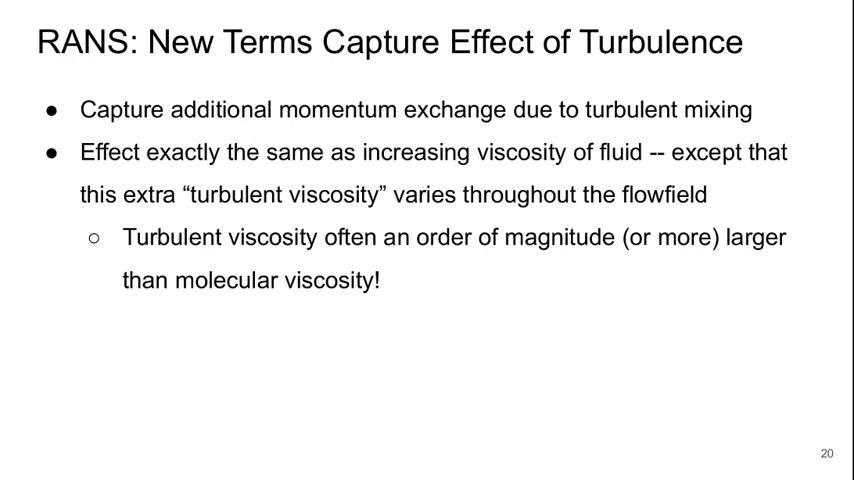 RANS: New Terms Capture Effect of Turbulence
● Capture additional momentum exchange due to turbulent mixing
● Effect exactly the same as increasing viscosity of fluid -- except that
this extra “turbulent viscosity” varies throughout the flowfield
○ Turbulent viscosity often an order of magnitude (or more) larger
than molecular viscosity!
20